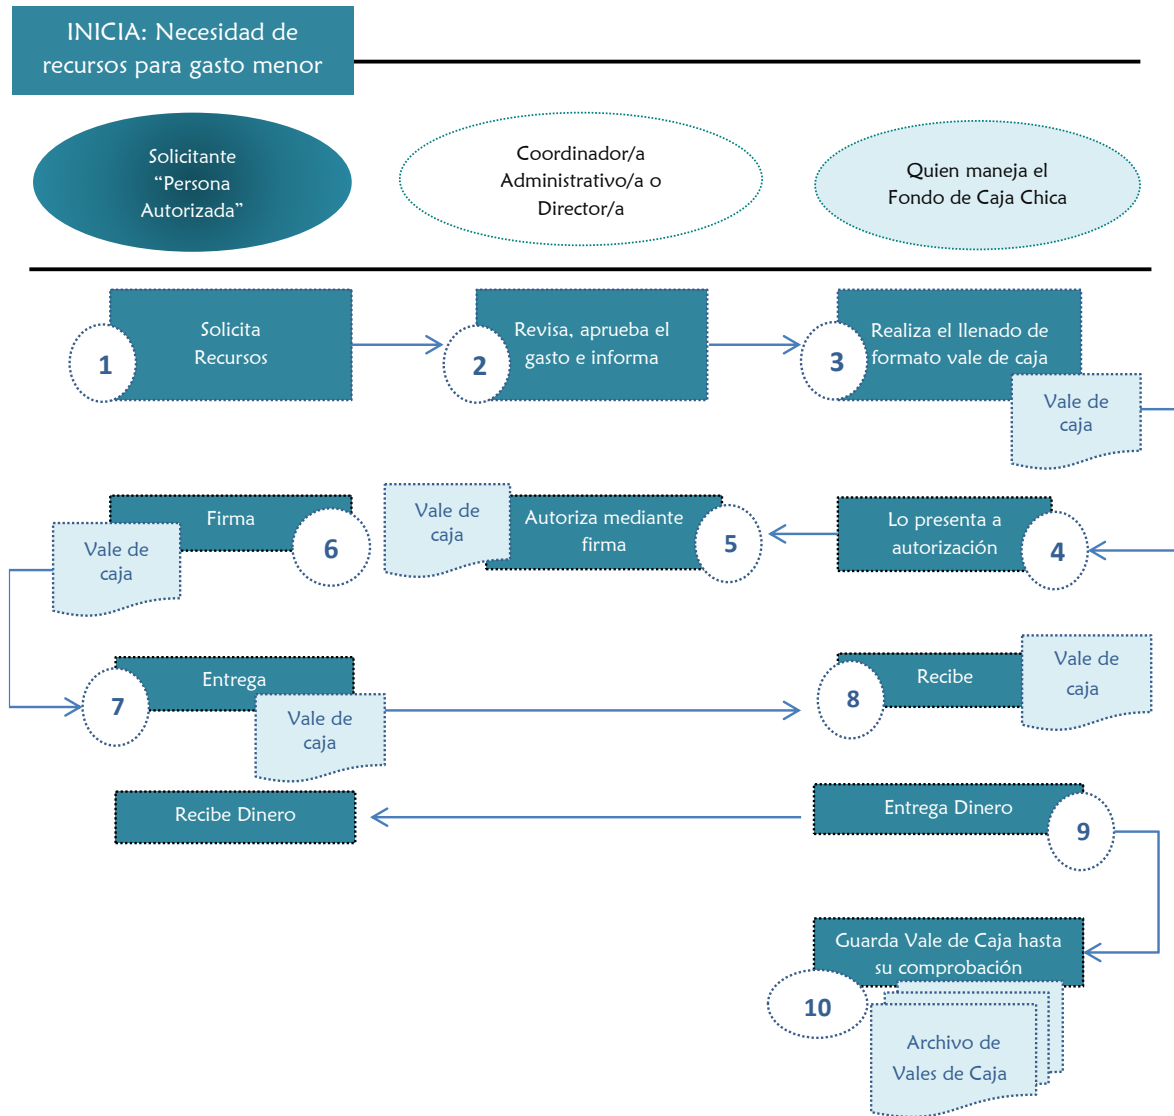 INICIA: Necesidad de
recursos para gasto menor
Solicitante
“Persona
Autorizada”
Coordinador/a
Administrativo/a o
Director/a
Quien maneja el
Fondo de Caja Chica
1
Solicita
Recursos
2
Revisa, aprueba el
gasto e informa
3
Realiza el llenado de
formato vale de caja
Vale de
caja
Lo presenta a
autorización
4
Vale de
caja
Autoriza mediante
firma
5
Firma
6
Vale de
caja
7
Entrega
Vale de
caja
8
Recibe
Vale de
caja
Recibe Dinero
Entrega Dinero
9
Guarda Vale de Caja hasta
su comprobación
10
Archivo de
Vales de Caja